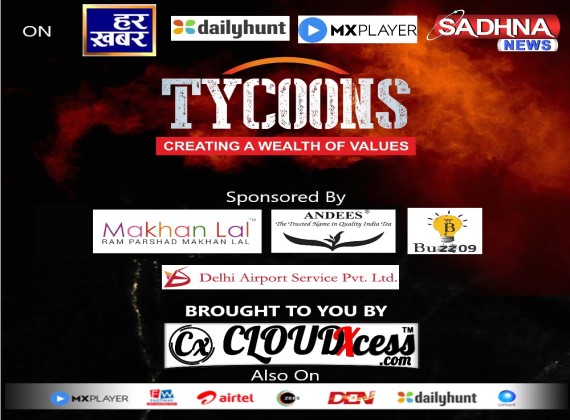 ON
हर
ख़बर
dailyhunt
MXPLAYER
SADHNA
NEWS
TYCOONS
CREATING A WEALTH OF VALUES
Sponsored By
Makhan Lal™
RAM PARSHAD MAKHAN LAL
ANDEES®
The Trusted Name in Quality India Tea
B
Buzz09
Delhi Airport Service Pvt. Ltd.
BROUGHT TO YOU BY
Cx CLOUDXcess™
.com
Also On
MXPLAYER
airtel
DEN
dailyhunt